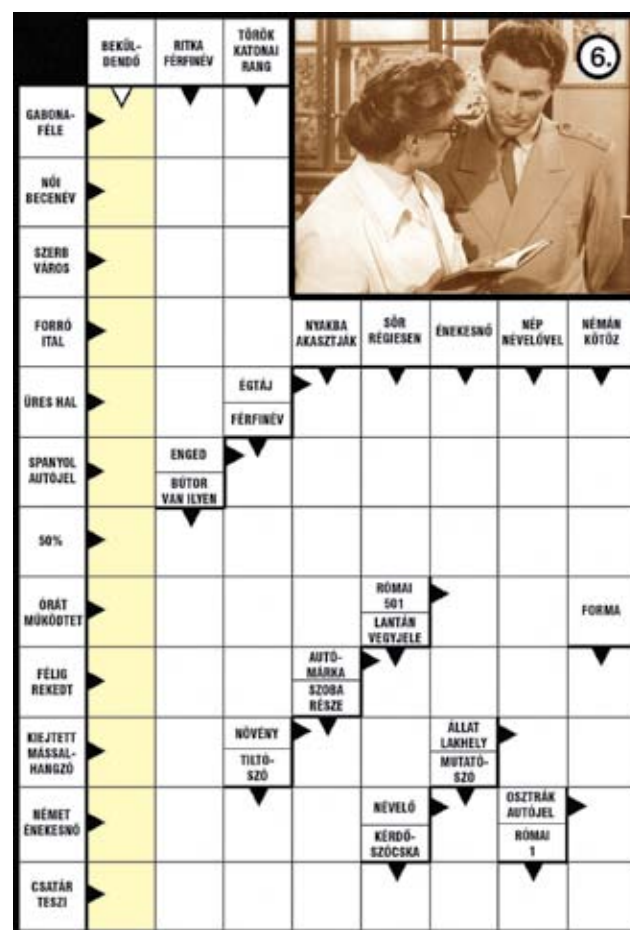 BEKÜL-
DENDŐ
RITKA
FÉRFINÉV
TÖRÖK
KATONAI
RANG
6.
GABONA-
FÉLE
NŐI
BECENÉV
SZERB
VÁROS
FORRÓ
ITAL
NYAKBA
AKASZTJÁK
SÖR
RÉGIESEN
ÉNEKESNŐ
NÉP
NÉVELŐVEL
NÉMÁN
KÖTÖZ
ÜRES HAL
ÉGTÁJ
FÉRFINÉV
SPANYOL
AUTÓJEL
ENGED
BÚTOR
VAN ILYEN
50%
ÓRÁT
MŰKÖDTET
RÓMAI
501
LANTÁN
VEGYJELE
FORMA
FÉLIG
REKEDT
AUTÓ-
MÁRKA
SZOBA
RÉSZE
KIEJTETT
MÁSSAL-
HANGZÓ
NÖVÉNY
TILTÓ-
SZÓ
ÁLLAT
LAKHELY
MUTATÓ-
SZÓ
NÉMET
ÉNEKESNŐ
NÉVELŐ
KÉRDŐ-
SZÓCSKA
OSZTRÁK
AUTÓJEL
RÓMAI
1
CSATÁR
TESZI